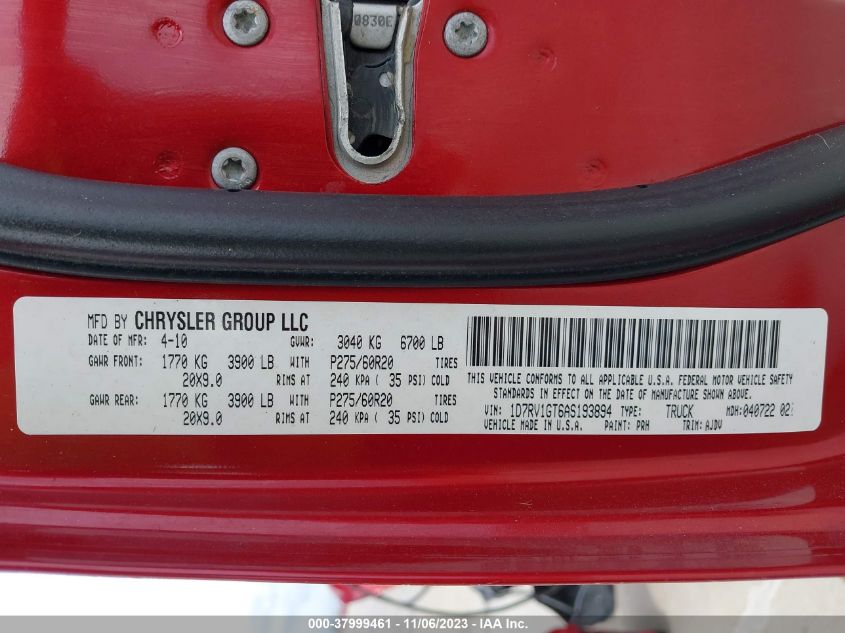 0830E
MFD BY CHRYSLER GROUP LLC
DATE OF MFR: 4-10 GVWR: 3040 KG 6700 LB
GAWR FRONT: 1770 KG 3900 LB WITH P275/60R20 TIRES
20X9.0 RIMS AT 240 KPA ( 35 PSI) COLD
GAWR REAR: 1770 KG 3900 LB WITH P275/60R20 TIRES
20X9.0 RIMS AT 240 KPA ( 35 PSI) COLD
THIS VEHICLE CONFORMS TO ALL APPLICABLE U.S.A. FEDERAL MOTOR VEHICLE SAFETY
STANDARDS IN EFFECT ON THE DATE OF MANUFACTURE SHOWN ABOVE.
VIN: 1D7RV1GT6AS193894 TYPE: TRUCK MDH: 040722
VEHICLE MADE IN U.S.A. PAINT: PRH TRIM: AJDV
000-37999461 - 11/06/2023 - IAA Inc.